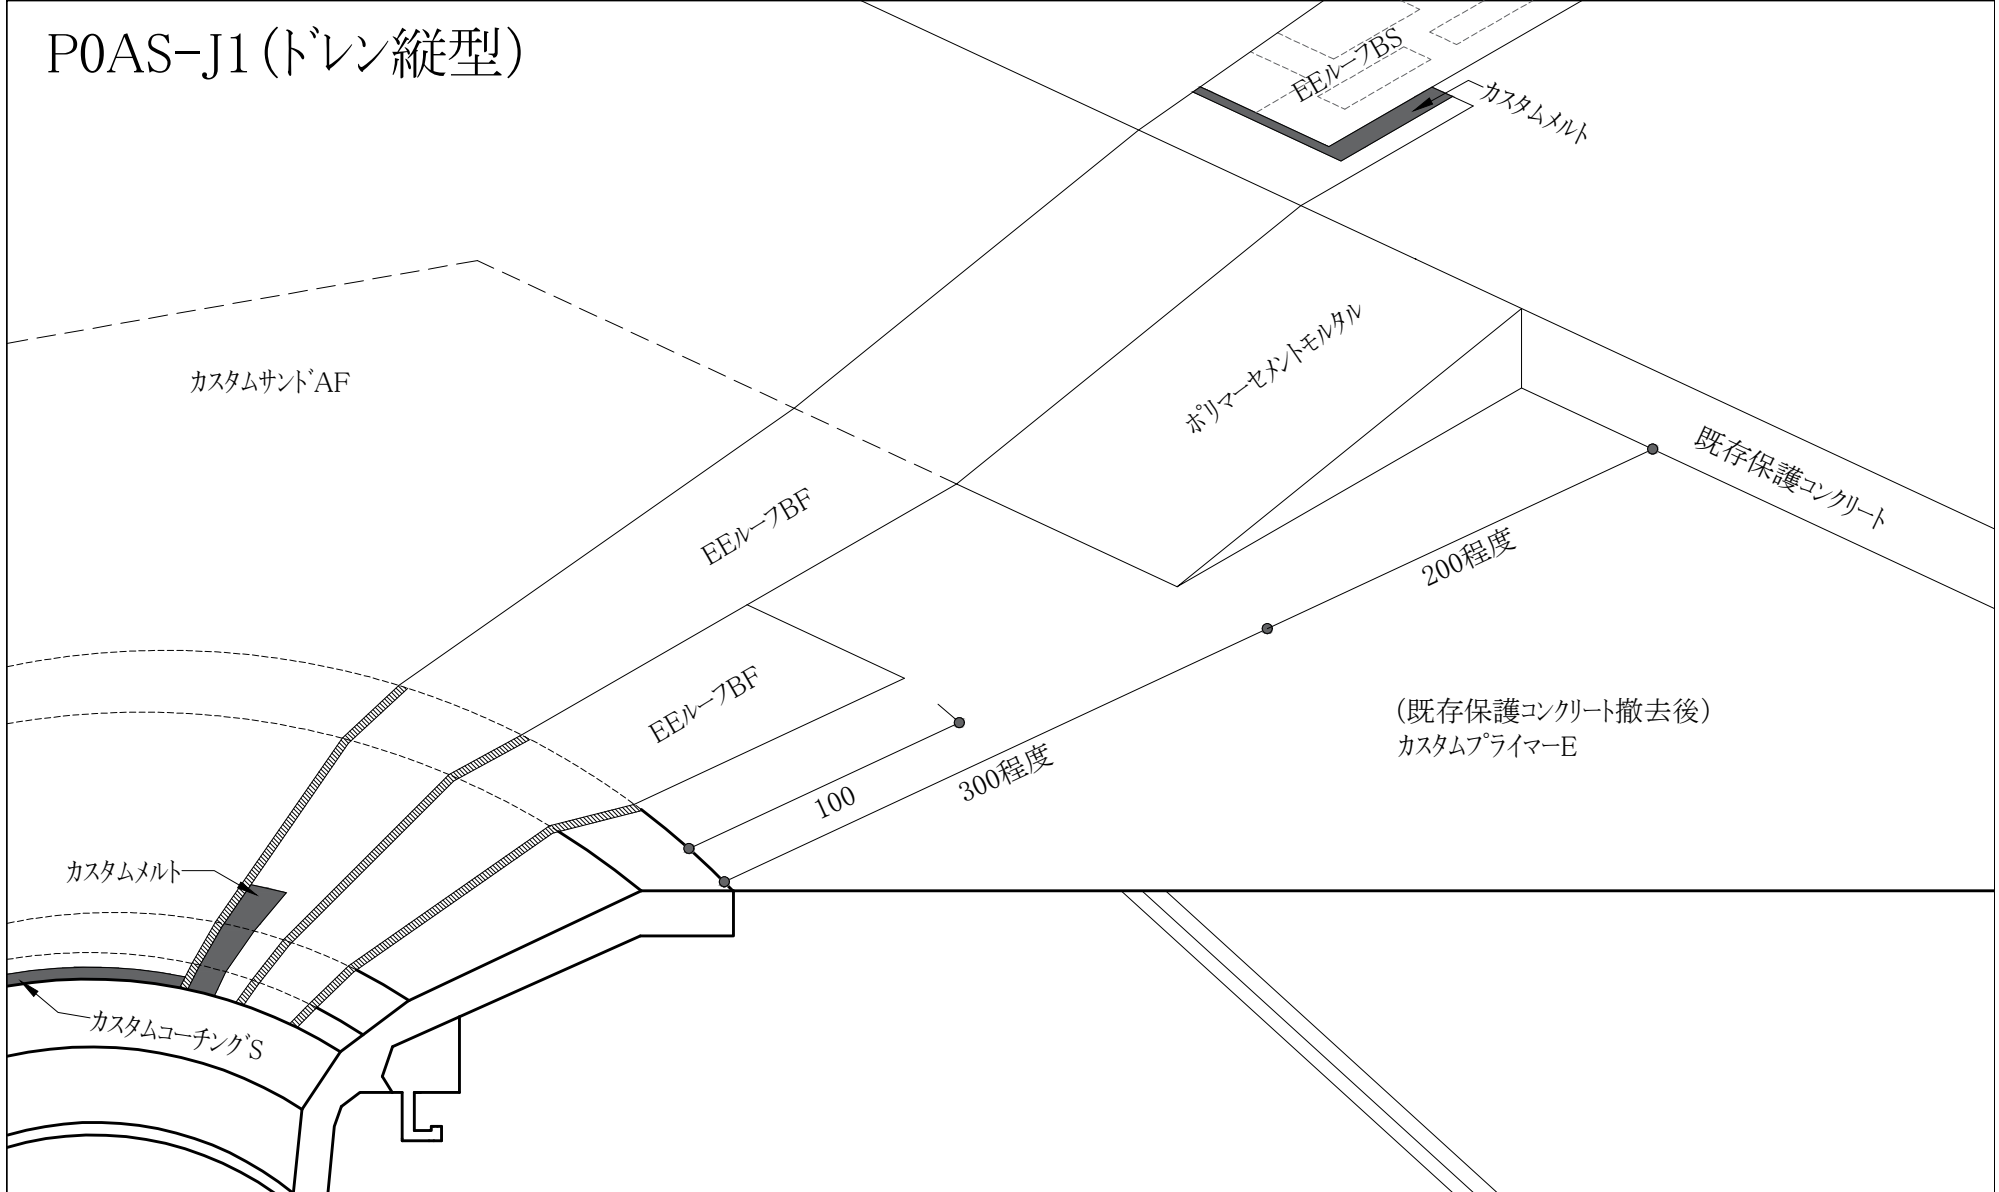 P0AS-J1(ドレン縦型)
EEルーフBS
カスタムメルト
カスタムサンドAF
ポリマーセメントモルタル
既存保護コンクリート
EEルーフBF
200程度
EEルーフBF
(既存保護コンクリート撤去後)
カスタムプライマーE
300程度
100
カスタムメルト
カスタムコーチングS